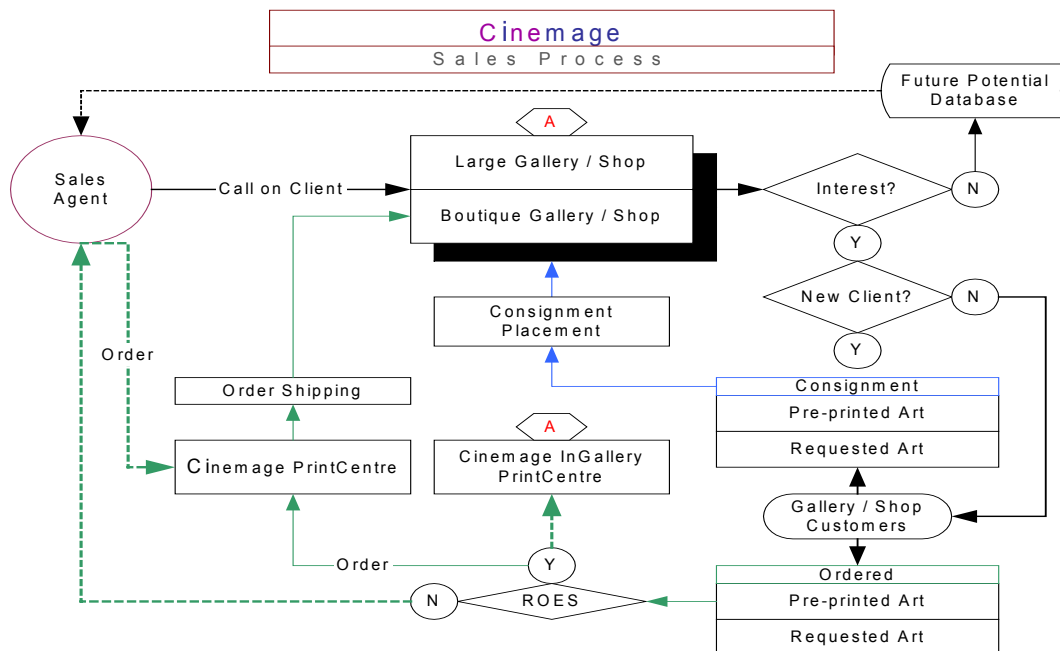 Cinemage
Sales Process
Future Potential
Database
A
Large Gallery / Shop
Sales
Agent
Call on Client
Interest?
N
Boutique Gallery / Shop
Y
New Client?
N
Consignment
Placement
Order
Y
Order Shipping
Consignment
Pre-printed Art
A
Requested Art
Cinemage PrintCentre
Cinemage InGallery
PrintCentre
Gallery / Shop
Customers
Order
Y
Ordered
N
ROES
Pre-printed Art
Requested Art